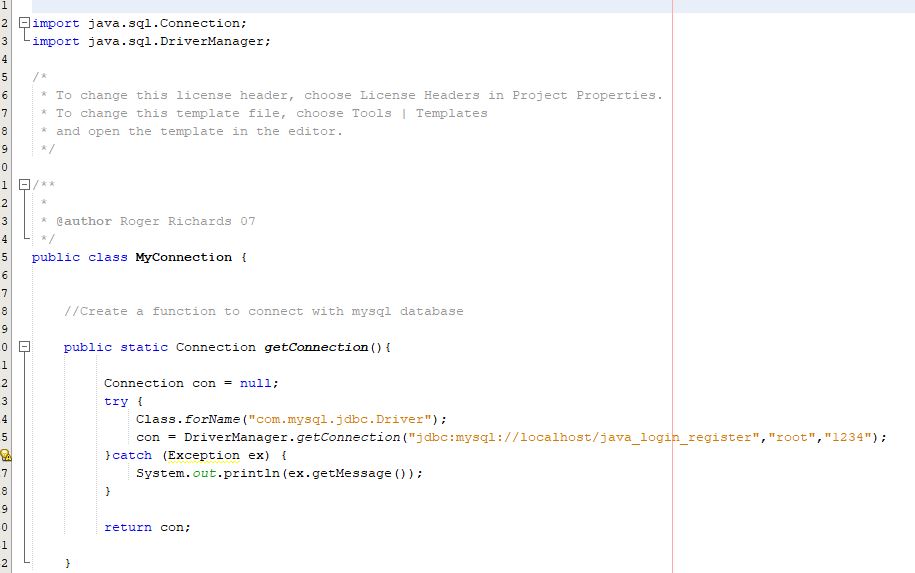 1
2 import java.sql.Connection;
3 import java.sql.DriverManager;
4
5 /*
6  * To change this license header, choose License Headers in Project Properties.
7  * To change this template file, choose Tools | Templates
8  * and open the template in the editor.
9  */
0
1 /**
2  *
3  * @author Roger Richards 07
4  */
5 public class MyConnection {
6
7
8     //Create a function to connect with mysql database
9
0     public static Connection getConnection(){
1
2          Connection con = null;
3          try {
4              Class.forName("com.mysql.jdbc.Driver");
5              con = DriverManager.getConnection("jdbc:mysql://localhost/java_login_register","root","1234");
          }catch (Exception ex) {
7              System.out.println(ex.getMessage());
8          }
9
0          return con;
1
2     }